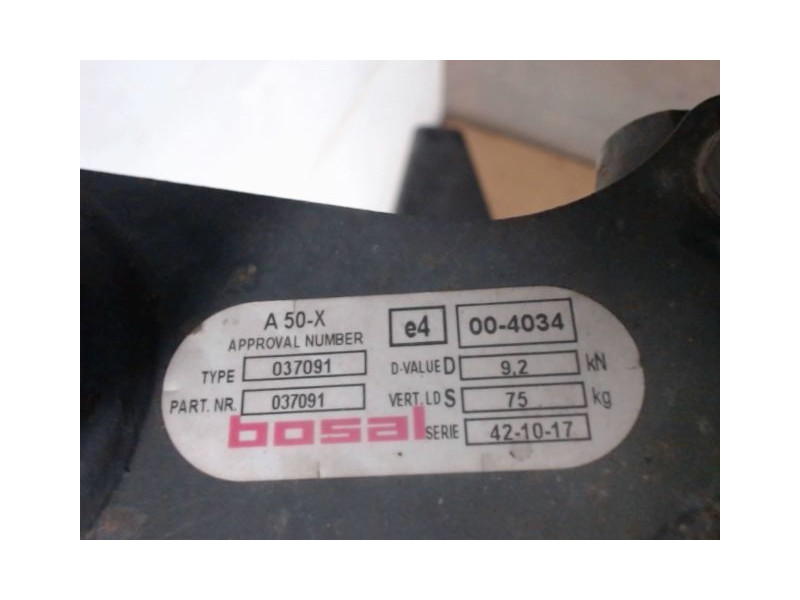 A 50-X e4 00-4034
APPROVAL NUMBER
TYPE 037091 D-VALUE D 9,2 kN
PART. NR. 037091 VERT. LD S 75 kg
bosal SERIE 42-10-17